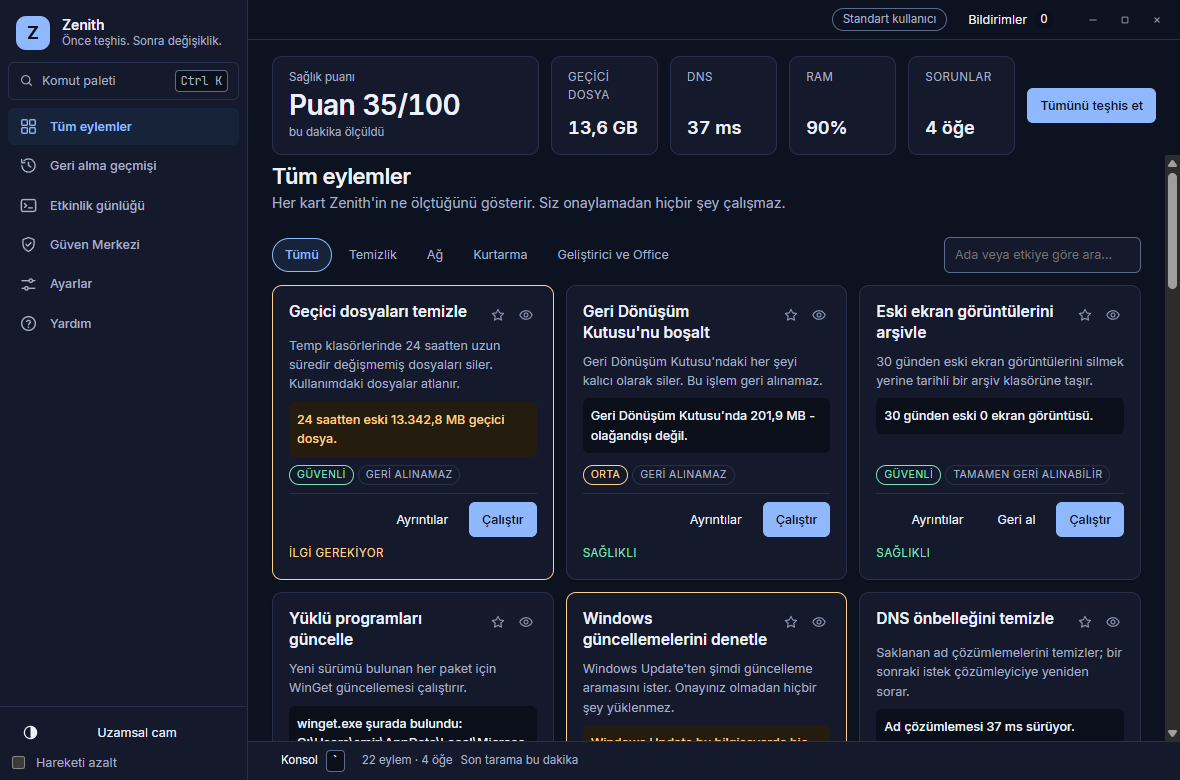 Z
Zenith
Önce teşhis. Sonra değişiklik.
Komut paleti
Ctrl K
Tüm eylemler
Geri alma geçmişi
Etkinlik günlüğü
Güven Merkezi
Ayarlar
Yardım
Uzamsal cam
Hareketi azalt
Standart kullanıcı
Bildirimler 0
Sağlık puanı
Puan 35/100
bu dakika ölçüldü
GEÇİCİ
DOSYA
13,6 GB
DNS
37 ms
RAM
90%
SORUNLAR
4 öğe
Tümünü teşhis et
Tüm eylemler
Her kart Zenith'in ne ölçtüğünü gösterir. Siz onaylamadan hiçbir şey çalışmaz.
Tümü
Temizlik
Ağ
Kurtarma
Geliştirici ve Office
Ada veya etkiye göre ara...
Geçici dosyaları temizle
Temp klasörlerinde 24 saatten uzun
süredir değişmemiş dosyaları siler.
Kullanımdaki dosyalar atlanır.
24 saatten eski 13.342,8 MB geçici
dosya.
GÜVENLİ
GERİ ALINAMAZ
Ayrıntılar
Çalıştır
İLGİ GEREKİYOR
Geri Dönüşüm
Kutusu'nu boşalt
Geri Dönüşüm Kutusu'ndaki her şeyi
kalıcı olarak siler. Bu işlem geri alınamaz.
Geri Dönüşüm Kutusu'nda 201,9 MB -
olağandışı değil.
ORTA
GERİ ALINAMAZ
Ayrıntılar
Çalıştır
SAĞLIKLI
Eski ekran görüntülerini
arşivle
30 günden eski ekran görüntülerini silmek
yerine tarihli bir arşiv klasörüne taşır.
30 günden eski 0 ekran görüntüsü.
GÜVENLİ
TAMAMEN GERİ ALINABİLİR
Ayrıntılar
Geri al
Çalıştır
SAĞLIKLI
Yüklü programları
güncelle
Yeni sürümü bulunan her paket için
WinGet güncellemesi çalıştırır.
winget.exe şurada bulundu:
Windows
güncellemelerini denetle
Windows Update'ten şimdi güncelleme
aramasını ister. Onayınız olmadan hiçbir
şey yüklenmez.
DNS önbelleğini temizle
Saklanan ad çözümlemelerini temizler; bir
sonraki istek çözümleyiciye yeniden
sorar.
Ad çözümlemesi 37 ms sürüyor.
Konsol `
22 eylem · 4 öğe
Son tarama bu dakika